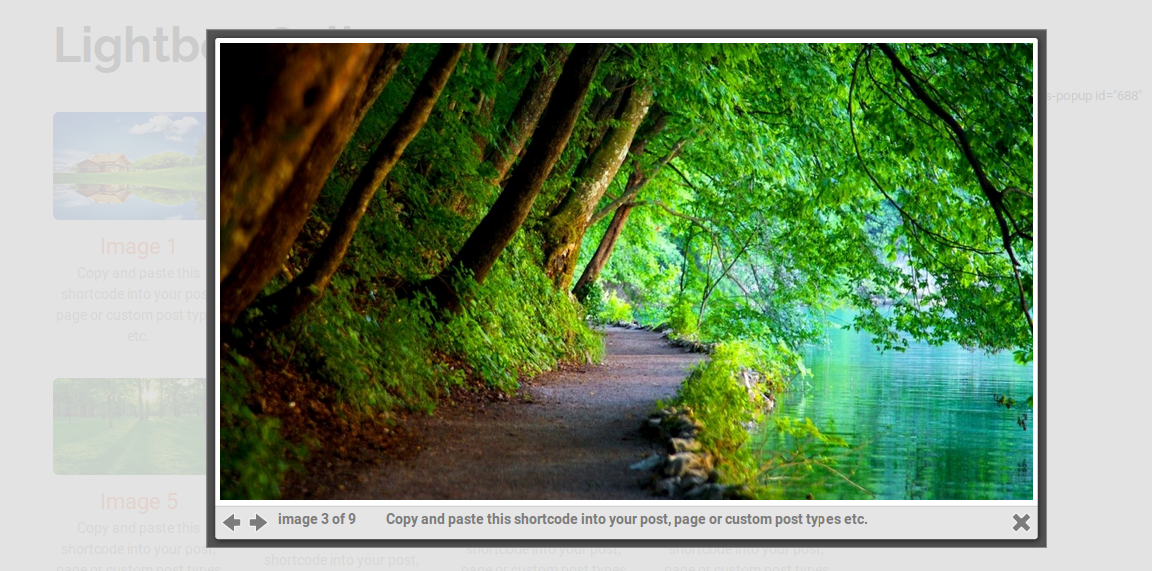 Lightbo
s-popup id="688"
Image 1
Copy and paste this
shortcode into your pos
page or custom post typ
etc.
Image 5
Copy and paste this
shortcode into your post,
page or custom post types
shortcode into your post,
shortcode into your post,
shortcode into your post,
page or custom post types
page or custom post types
image 3 of 9 Copy and paste this shortcode into your post, page or custom post types etc.